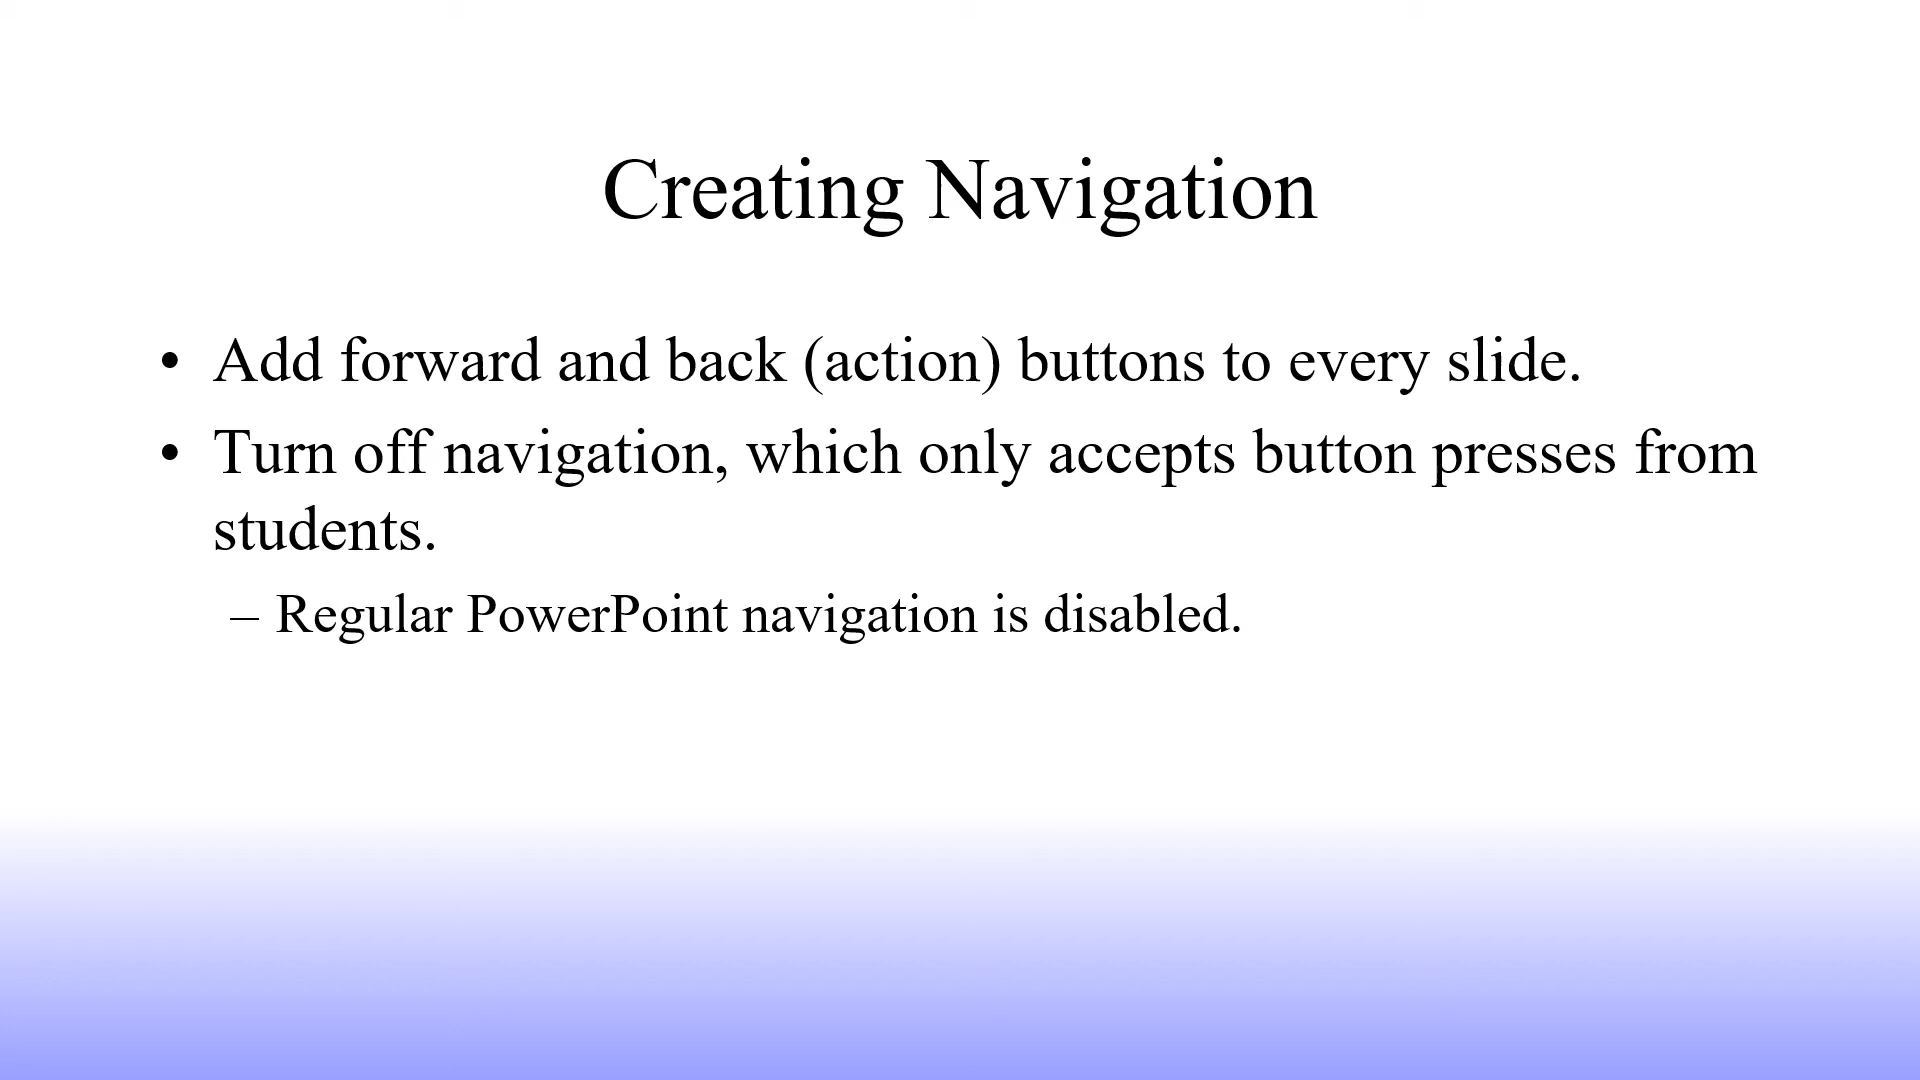 Creating Navigation
• Add forward and back (action) buttons to every slide.
• Turn off navigation, which only accepts button presses from
students.
– Regular PowerPoint navigation is disabled.